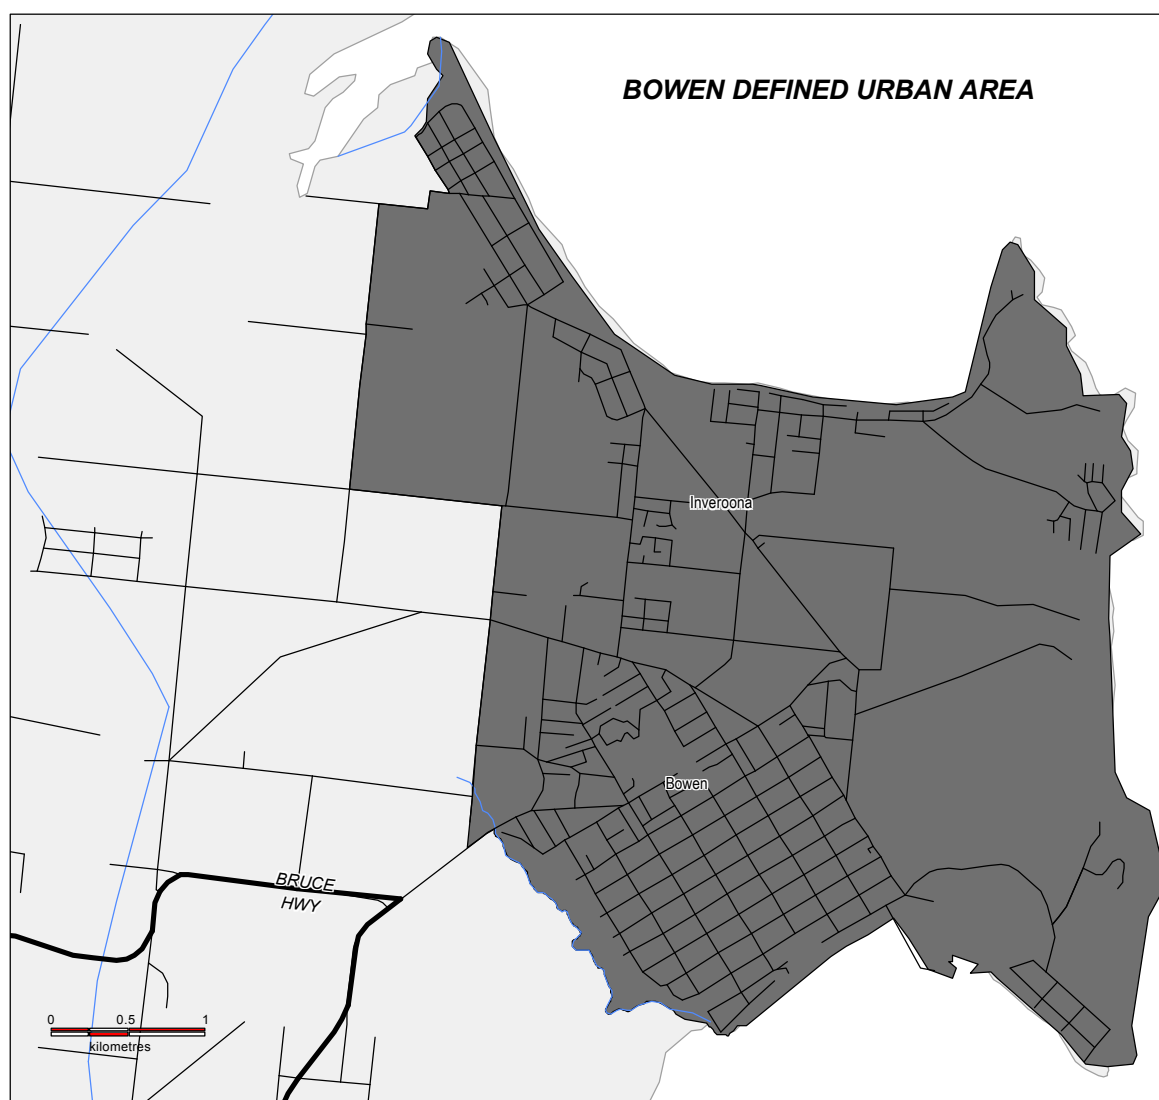 BOWEN DEFINED URBAN AREA
Inveroona
Bowen
BRUCE
HWY
0 0.5 1
kilometres